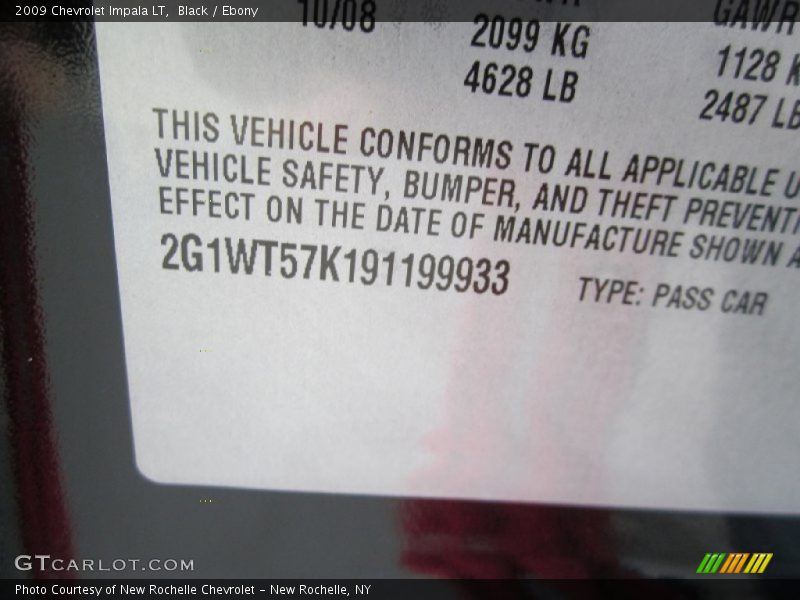 2009 Chevrolet Impala LT, Black / Ebony
10/08
2099 KG
4628 LB
GAWR
1128 K
2487 LB
THIS VEHICLE CONFORMS TO ALL APPLICABLE U
VEHICLE SAFETY, BUMPER, AND THEFT PREVENTI
EFFECT ON THE DATE OF MANUFACTURE SHOWN A
2G1WT57K191199933
TYPE: PASS CAR
GTCARLOT.COM
Photo Courtesy of New Rochelle Chevrolet - New Rochelle, NY